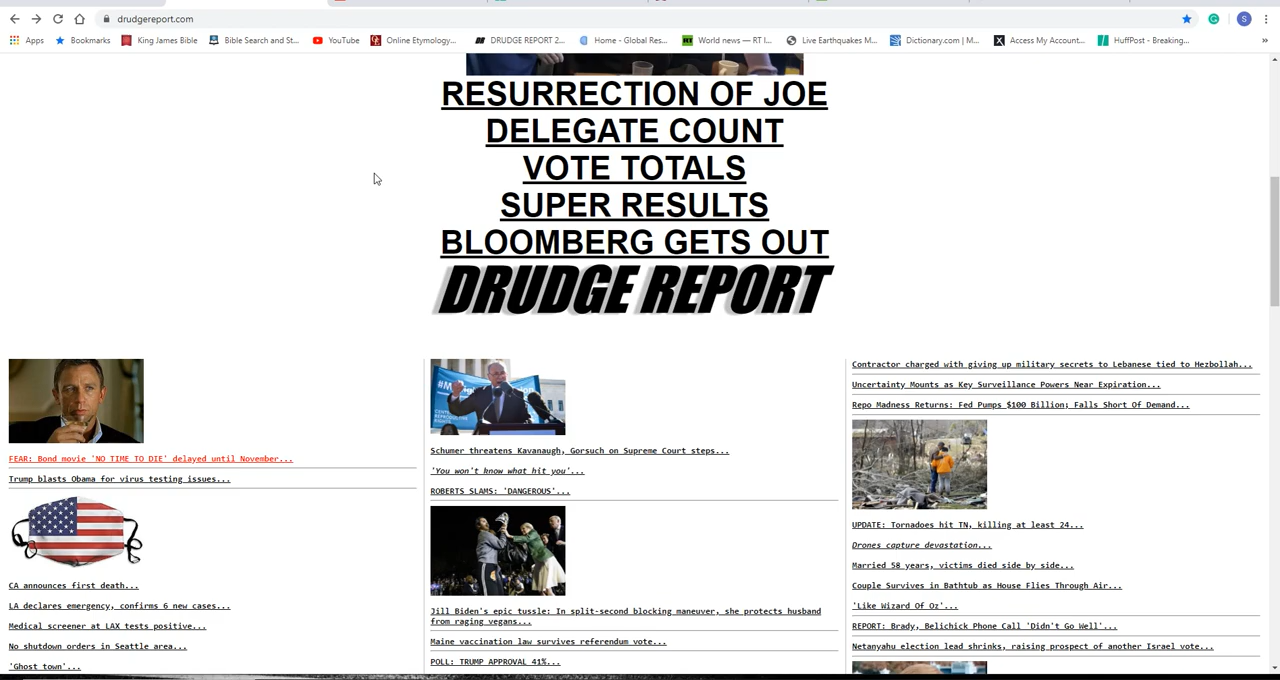 drudgereport.com
S
Apps
Bookmarks
King James Bible
Bible Search and St...
YouTube
Online Etymology...
DRUDGE REPORT 2...
Home - Global Res...
World news — RT I...
Live Earthquakes M...
Dictionary.com | M...
Access My Account...
HuffPost - Breaking...
»
RESURRECTION OF JOE
DELEGATE COUNT
VOTE TOTALS
SUPER RESULTS
BLOOMBERG GETS OUT
DRUDGE REPORT
FEAR: Bond movie 'NO TIME TO DIE' delayed until November...
Trump blasts Obama for virus testing issues...
CA announces first death...
LA declares emergency, confirms 6 new cases...
Medical screener at LAX tests positive...
No shutdown orders in Seattle area...
'Ghost town'...
Schumer threatens Kavanaugh, Gorsuch on Supreme Court steps...
'You won't know what hit you'...
ROBERTS SLAMS: 'DANGEROUS'...
Jill Biden's epic tussle: In split-second blocking maneuver, she protects husband
from raging vegans...
Maine vaccination law survives referendum vote...
POLL: TRUMP APPROVAL 41%...
Contractor charged with giving up military secrets to Lebanese tied to Hezbollah...
Uncertainty Mounts as Key Surveillance Powers Near Expiration...
Repo Madness Returns: Fed Pumps $100 Billion; Falls Short Of Demand...
UPDATE: Tornadoes hit TN, killing at least 24...
Drones capture devastation...
Married 58 years, victims died side by side...
Couple Survives in Bathtub as House Flies Through Air...
'Like Wizard Of Oz'...
REPORT: Brady, Belichick Phone Call 'Didn't Go Well'...
Netanyahu election lead shrinks, raising prospect of another Israel vote...